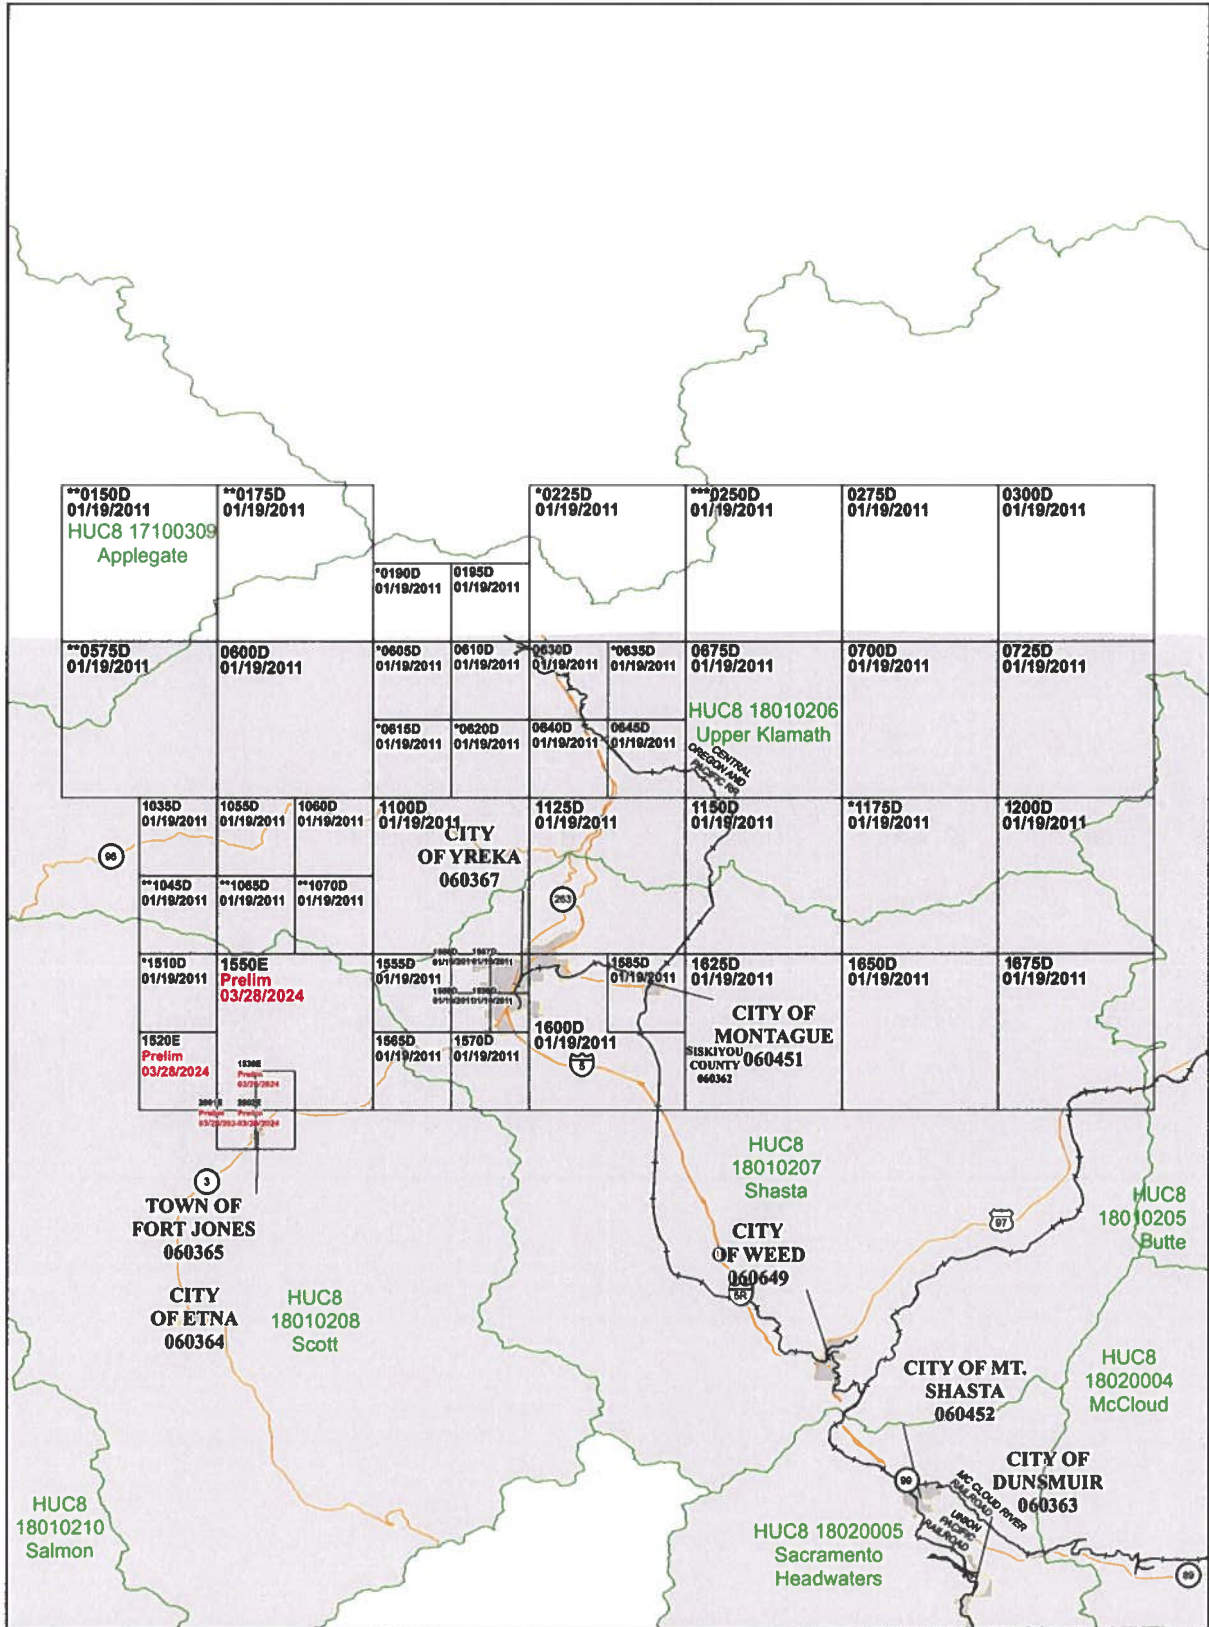 **0150D
01/19/2011
**0175D
01/19/2011
*0225D
01/19/2011
***0250D
01/19/2011
0275D
01/19/2011
0300D
01/19/2011
HUC8 17100309
Applegate
*0190D
01/19/2011
0195D
01/19/2011
**0575D
01/19/2011
0600D
01/19/2011
*0605D
01/19/2011
0610D
01/19/2011
0630D
01/19/2011
*0635D
01/19/2011
0675D
01/19/2011
0700D
01/19/2011
0725D
01/19/2011
HUC8 18010206
Upper Klamath
*0615D
01/19/2011
*0620D
01/19/2011
0640D
01/19/2011
0645D
01/19/2011
CENTRAL
OREGON AND
PACIFIC RR
1035D
01/19/2011
1055D
01/19/2011
1060D
01/19/2011
1100D
01/19/2011
1125D
01/19/2011
1150D
01/19/2011
*1175D
01/19/2011
1200D
01/19/2011
CITY
OF YREKA
060367
96
263
**1045D
01/19/2011
**1065D
01/19/2011
**1070D
01/19/2011
*1510D
01/19/2011
1550E
Prelim
03/28/2024
1555D
01/19/2011
1585D
01/19/2011
1625D
01/19/2011
1650D
01/19/2011
1675D
01/19/2011
CITY OF
MONTAGUE
060451
1520E
Prelim
03/28/2024
1565D
01/19/2011
1570D
01/19/2011
1600D
01/19/2011
5
SISKIYOU
COUNTY
060362
Prelim
03/28/2024
Prelim
Prelim
03/28/2024
3
TOWN OF
FORT JONES
060365
CITY
OF ETNA
060364
HUC8
18010208
Scott
HUC8
18010207
Shasta
97
HUC8
18010205
Butte
CITY
OF WEED
060649
5R
CITY OF MT.
SHASTA
060452
HUC8
18020004
McCloud
CITY OF
DUNSMUIR
060363
99
MC CLOUD RIVER
RAILROAD
UNION
PACIFIC
RAILROAD
HUC8
18010210
Salmon
HUC8 18020005
Sacramento
Headwaters
89